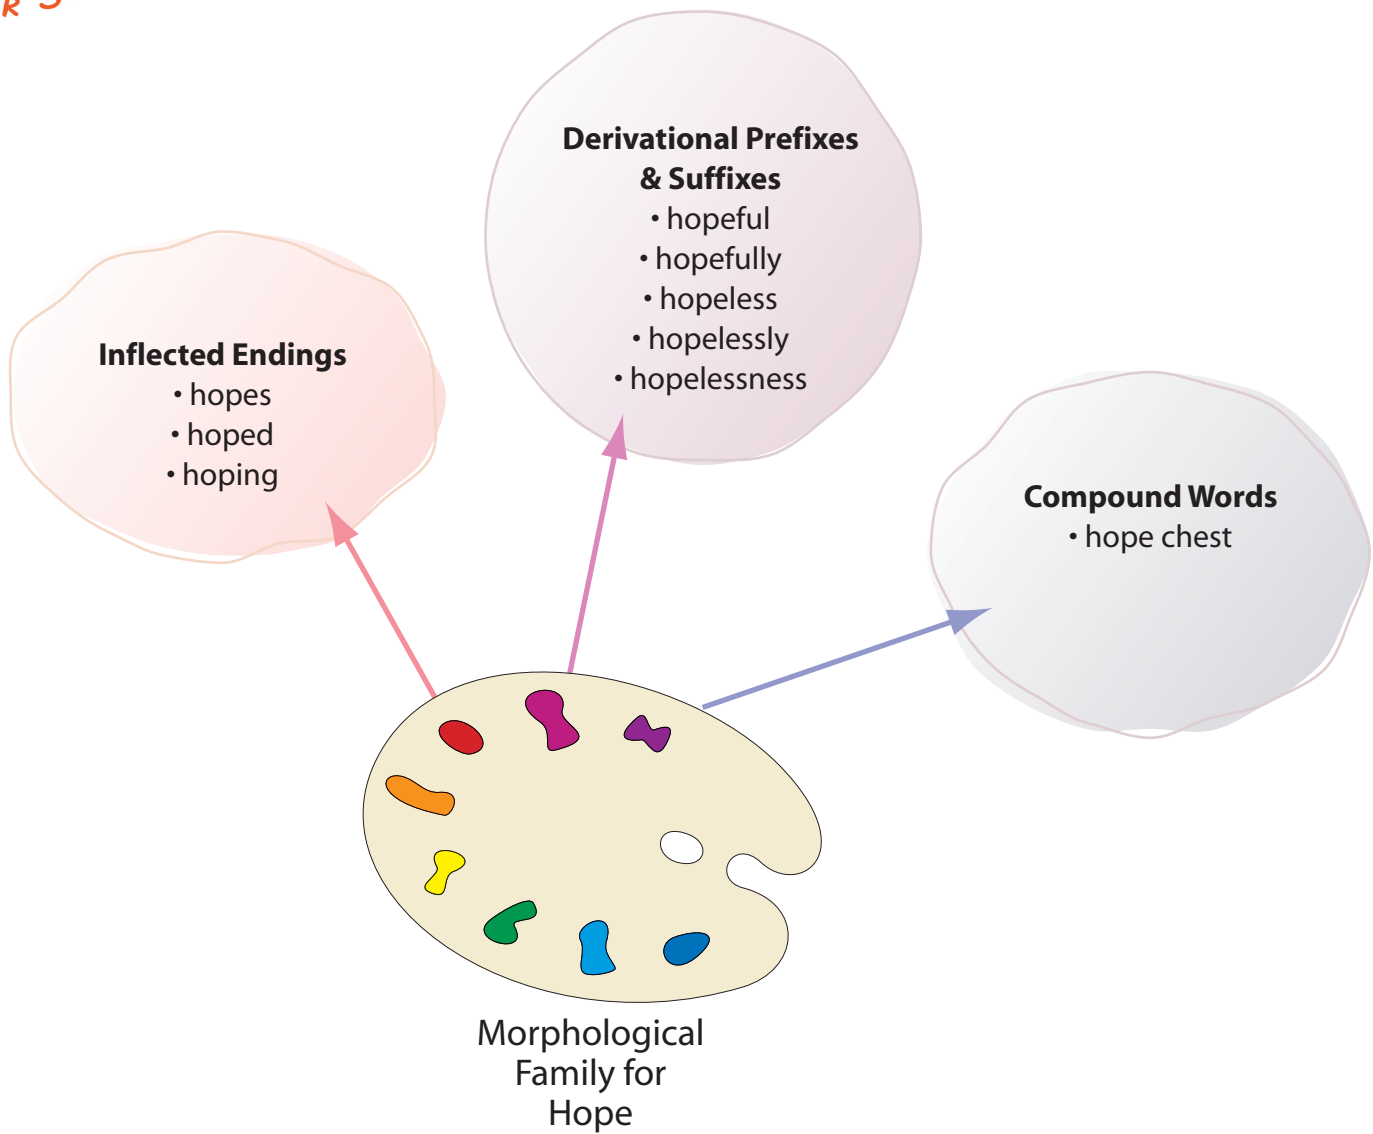 Derivational Prefixes
& Suffixes
• hopeful
• hopefully
• hopeless
• hopelessly
• hopelessness
Inflected Endings
• hopes
• hoped
• hoping
Compound Words
• hope chest
Morphological
Family for
Hope